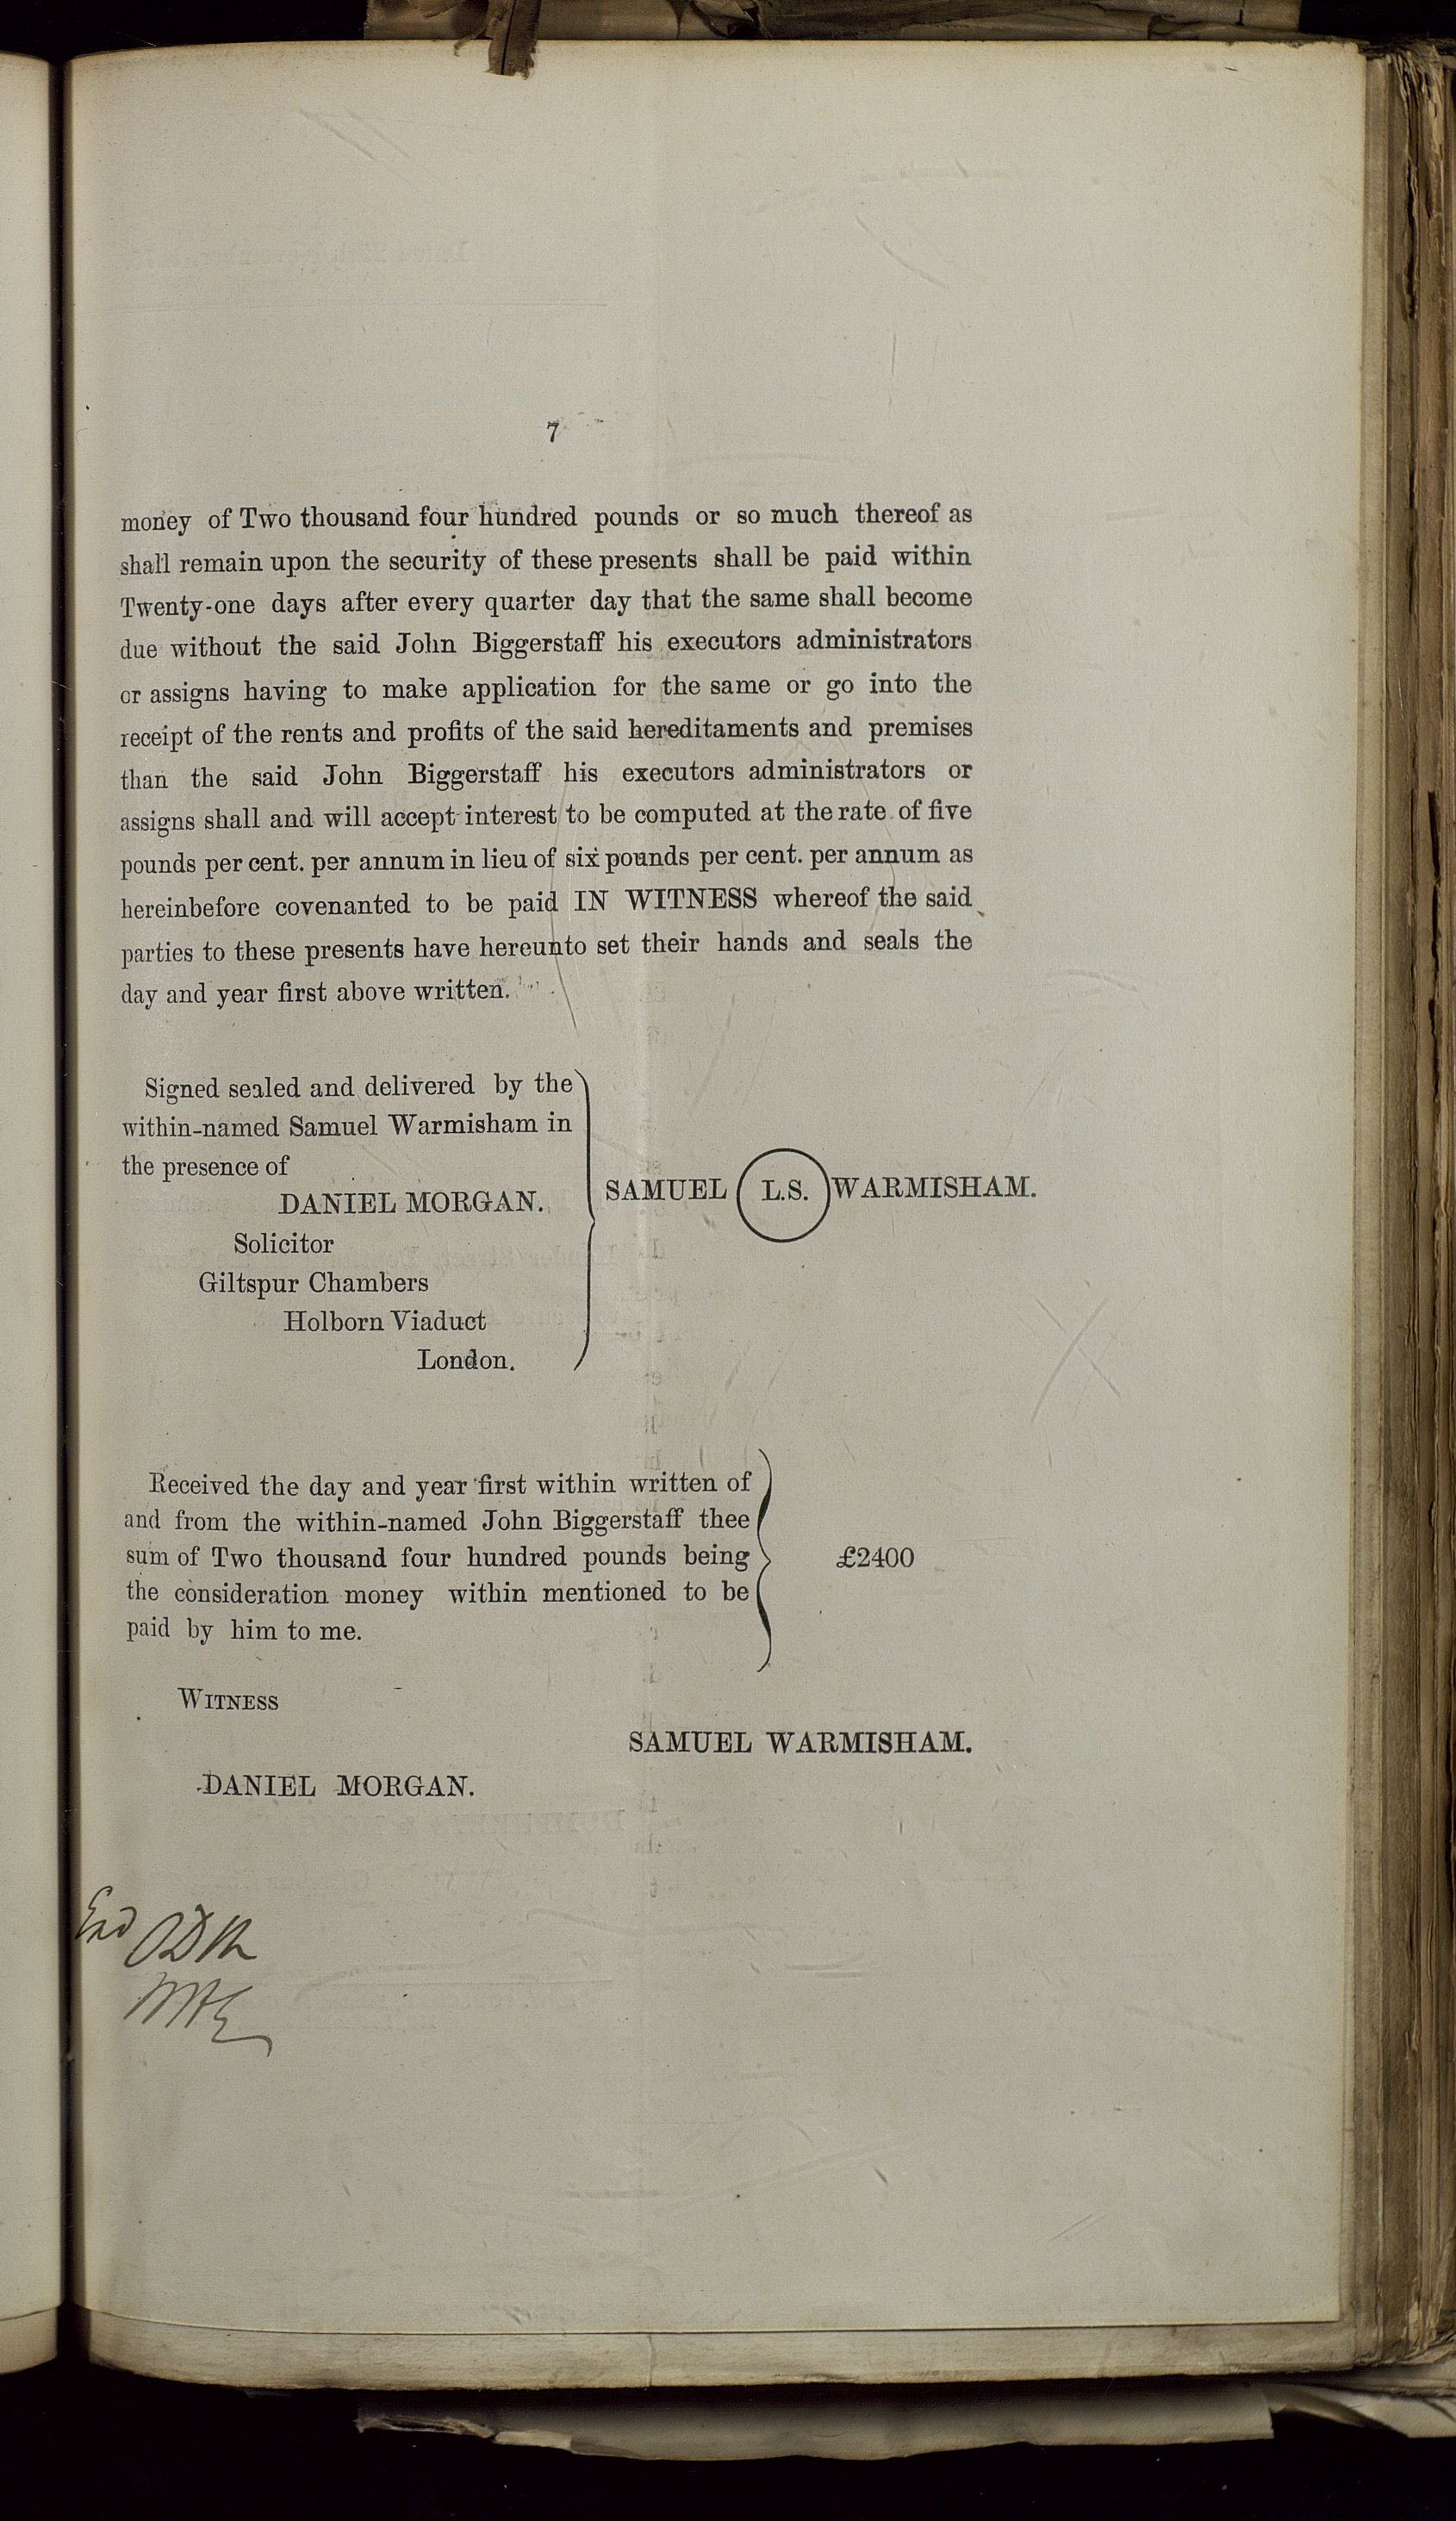 7
money of Two thousand four hundred pounds or so much thereof as
shall remain upon the security of these presents shall be paid within
Twenty-one days after every quarter day that the same shall become
due without the said John Biggerstaff his executors administrators
or assigns having to make application for the same or go into the
receipt of the rents and profits of the said hereditaments and premises
than the said John Biggerstaff his executors administrators or
assigns shall and will accept interest to be computed at the rate of five
pounds per cent. per annum in lieu of six pounds per cent. per annum as
hereinbefore covenanted to be paid IN WITNESS whereof the said
parties to these presents have hereunto set their hands and seals the
day and year first above written.
Signed sealed and delivered by the
within-named Samuel Warmisham in
the presence of
DANIEL MORGAN.
Solicitor
Giltspur Chambers
Holborn Viaduct
London.
SAMUEL L.S. WARMISHAM.
Received the day and year first within written of
and from the within-named John Biggerstaff thee
sum of Two thousand four hundred pounds being
the consideration money within mentioned to be
paid by him to me.
£2400
WITNESS
SAMUEL WARMISHAM.
DANIEL MORGAN.